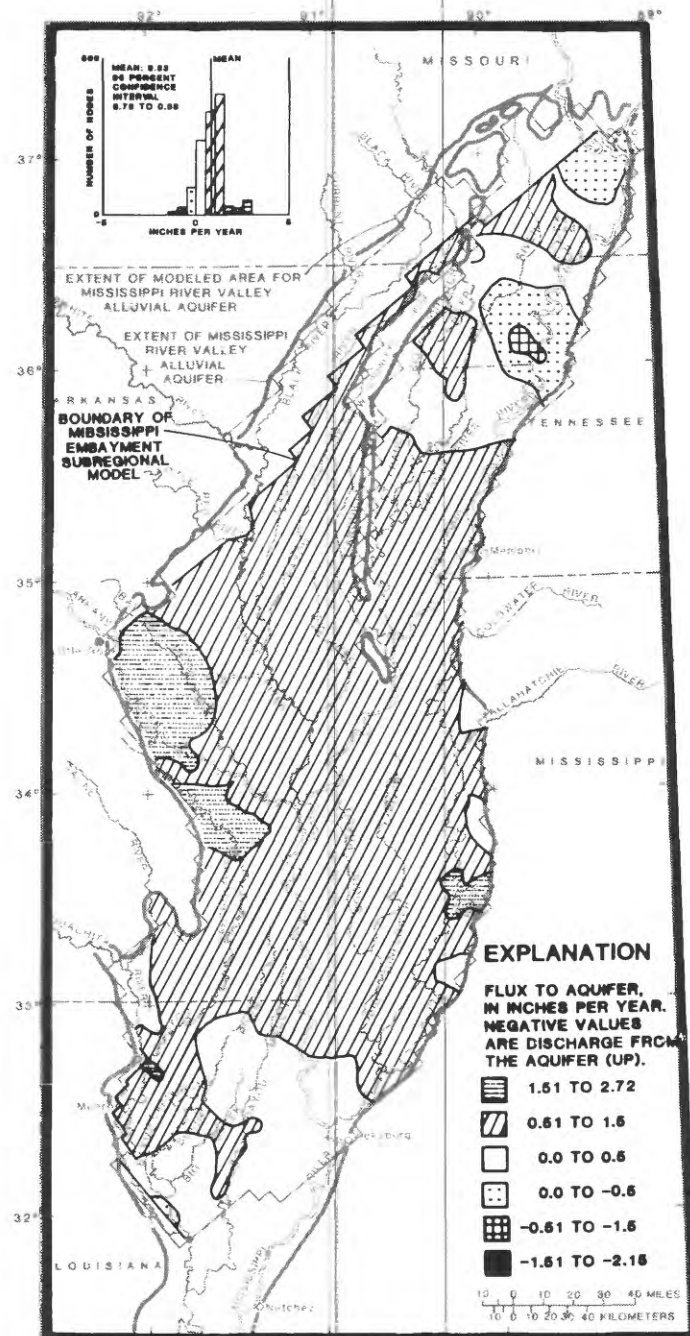 92°
91°
90°
89°
MISSOURI
500
MEAN: 0.83
95 PERCENT
CONFIDENCE
INTERVAL
0.78 TO 0.88
MEAN
NUMBER OF NODES
0
-5
0
5
INCHES PER YEAR
37°
EXTENT OF MODELED AREA FOR
MISSISSIPPI RIVER VALLEY
ALLUVIAL AQUIFER
EXTENT OF MISSISSIPPI
RIVER VALLEY
ALLUVIAL
AQUIFER
36°
ARKANSAS
BOUNDARY OF
MISSISSIPPI
EMBAYMENT
SUBREGIONAL
MODEL
TENNESSEE
Memphis
35°
COLDWATER
RIVER
TALLAHATCHIE
RIVER
MISSISSIPPI
34°
33°
32°
LOUISIANA
Natchez
EXPLANATION
FLUX TO AQUIFER,
IN INCHES PER YEAR.
NEGATIVE VALUES
ARE DISCHARGE FROM
THE AQUIFER (UP).
1.51 TO 2.72
0.51 TO 1.5
0.0 TO 0.5
0.0 TO -0.5
-0.51 TO -1.5
-1.51 TO -2.15
10 0 10 20 30 40 MILES
10 0 10 20 30 40 KILOMETERS